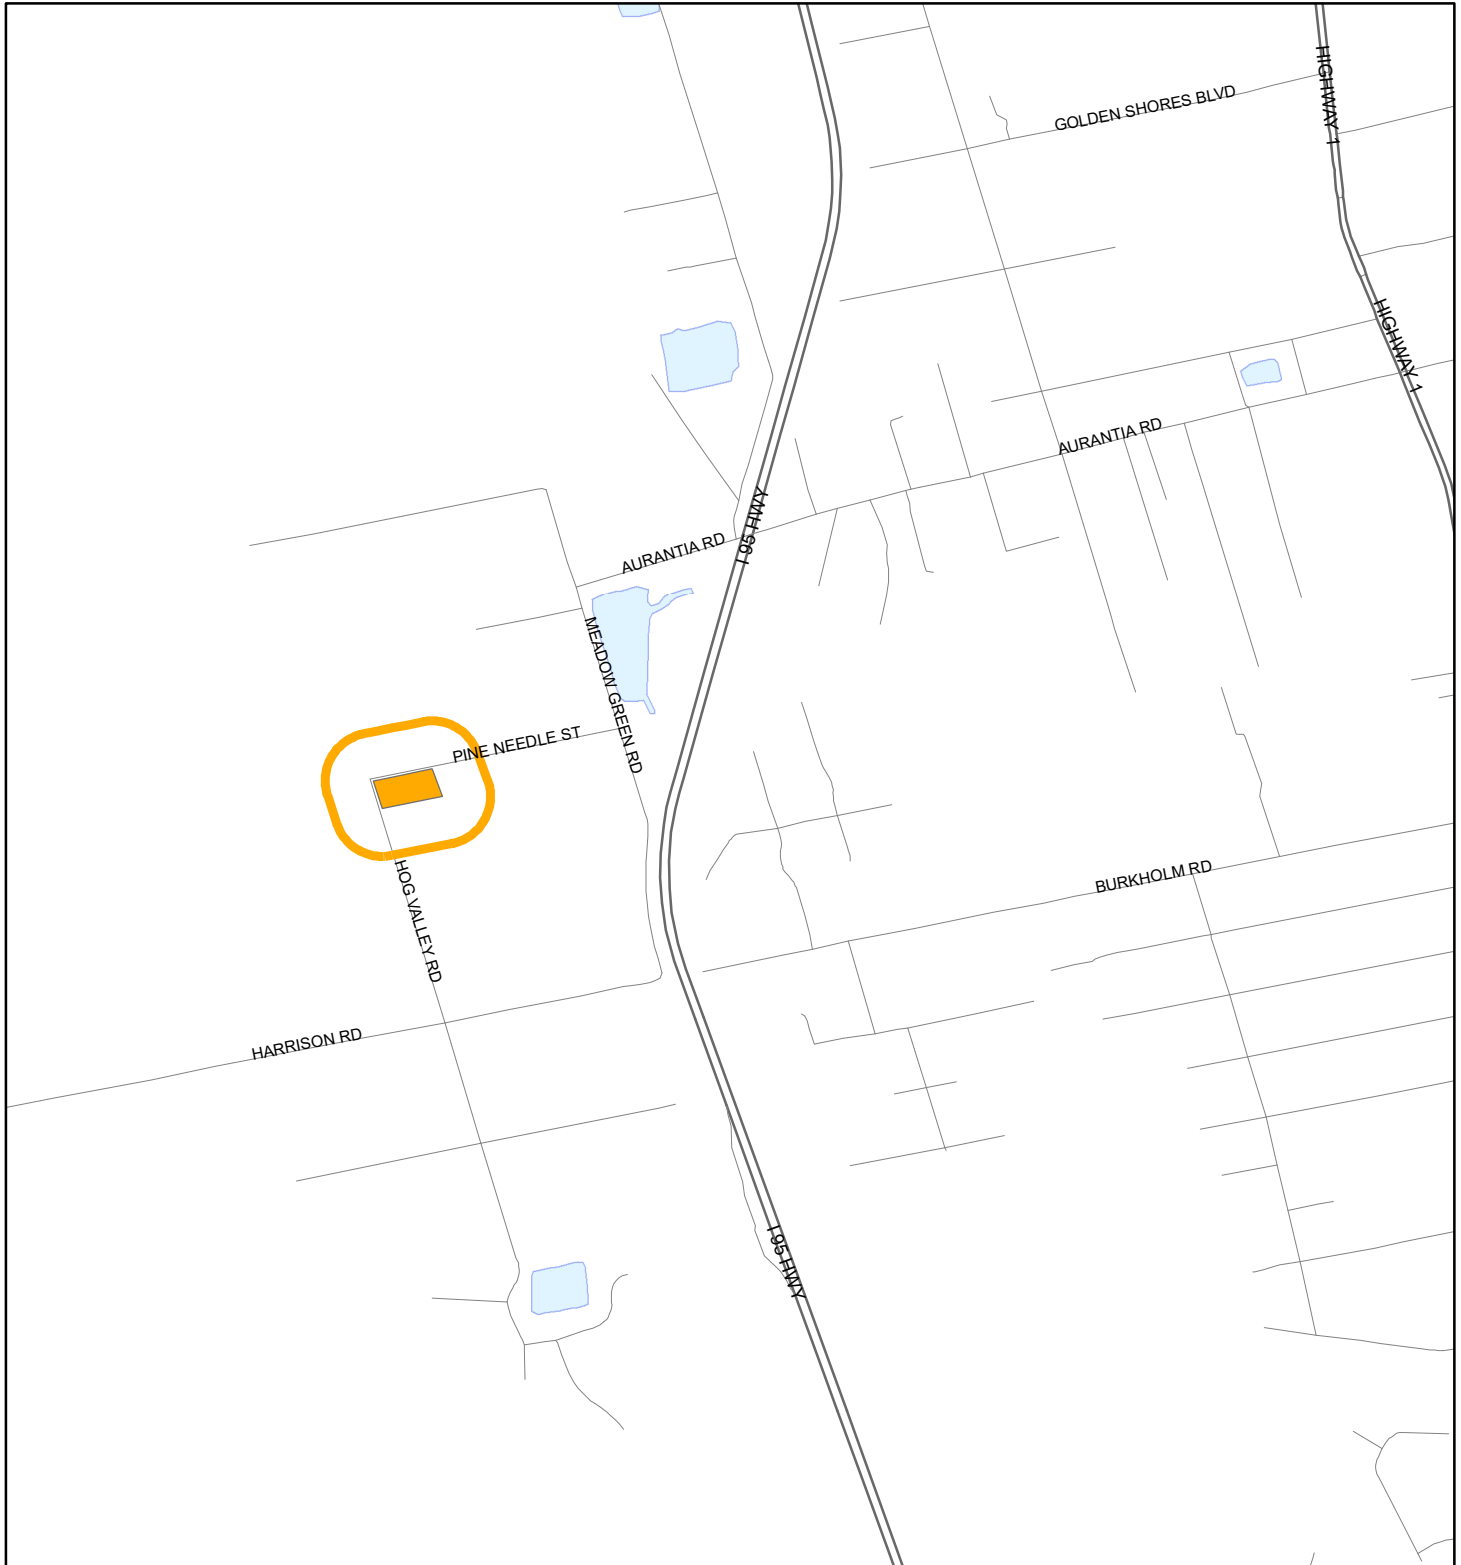 HIGHWAY 1
GOLDEN SHORES BLVD
HIGHWAY 1
AURANTIA RD
I 95 HWY
AURANTIA RD
MEADOW GREEN RD
PINE NEEDLE ST
BURKHOLM RD
HOG VALLEY RD
HARRISON RD
I 95 HWY